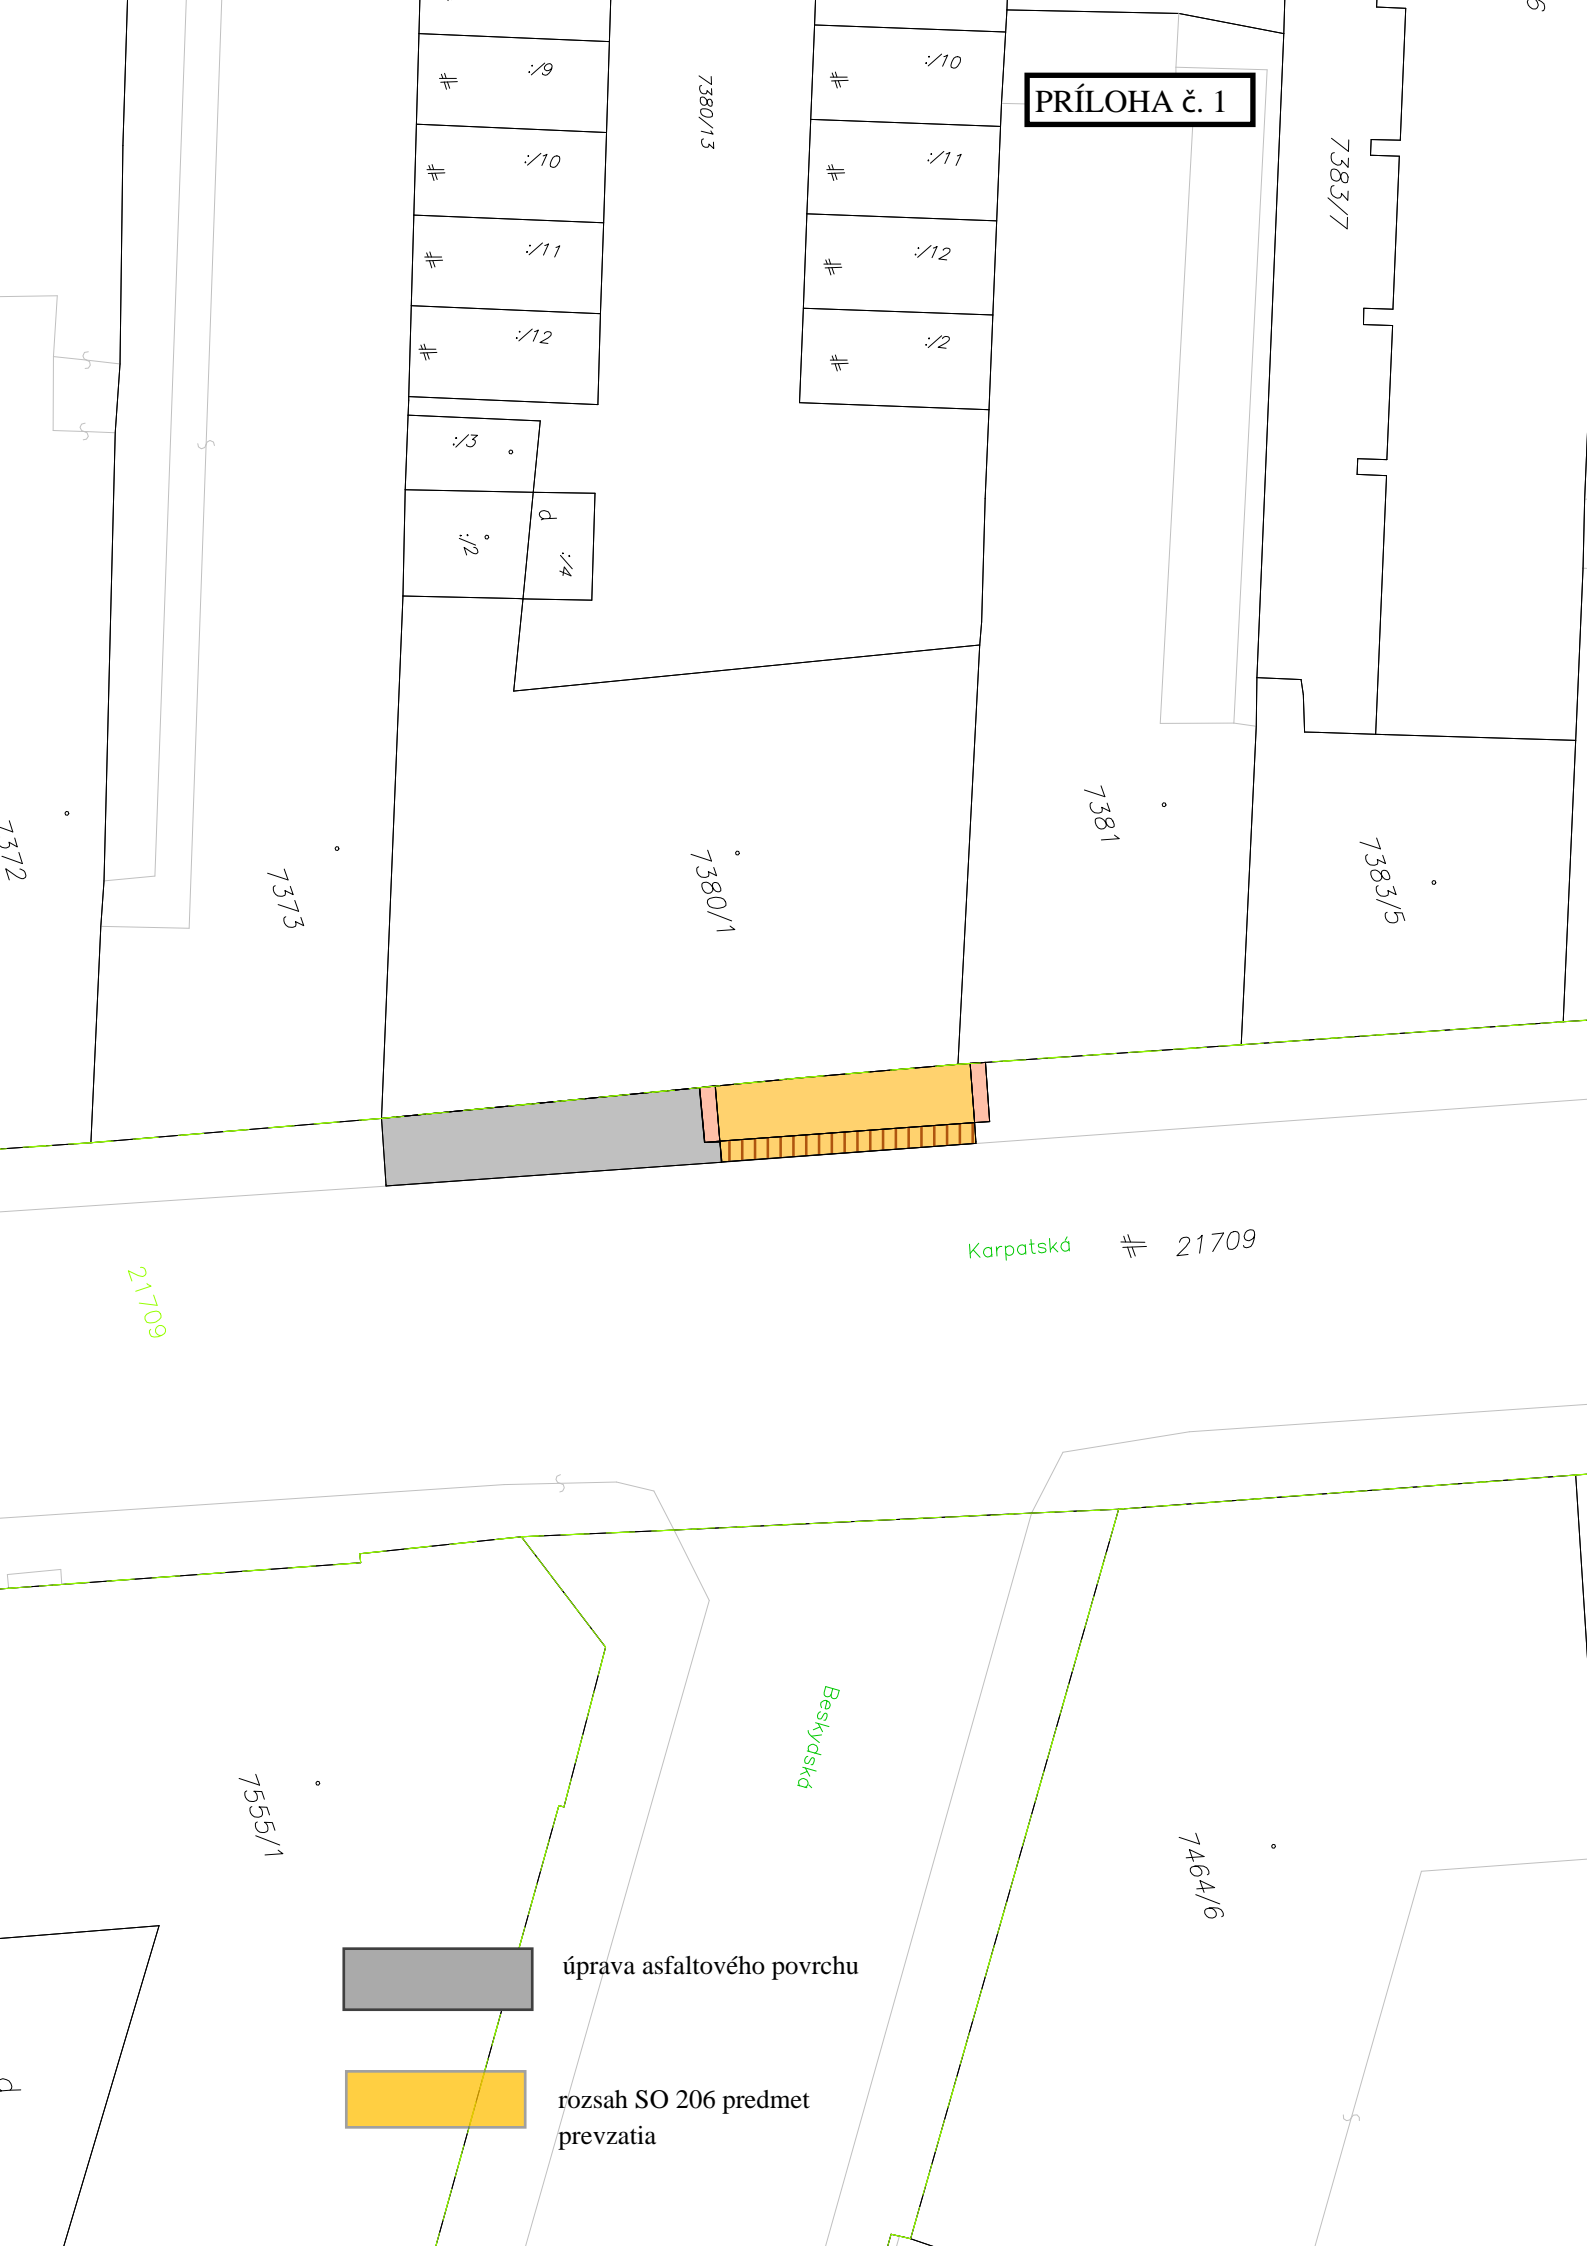 PRÍLOHA č. 1
:/9
:/10
:/11
:/12
7380/13
:/10
:/11
:/12
:/2
7383/7
:/3
d
:/2
:/4
7372
7373
7380/1
7381
7383/5
Karpatská
21709
21709
Beskydská
7555/1
7464/6
úprava asfaltového povrchu
rozsah SO 206 predmet
prevzatia
d